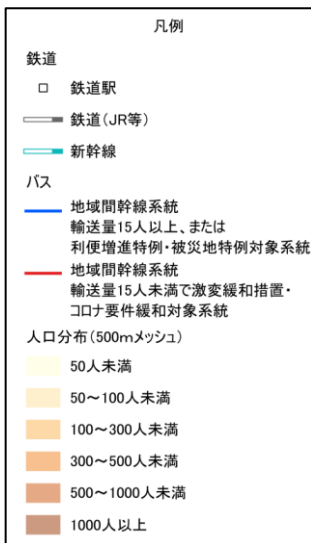 凡例
鉄道
鉄道駅
鉄道(JR等)
新幹線
バス
地域間幹線系統
輸送量15人以上、または
利便増進特例・被災地特例対象系統
地域間幹線系統
輸送量15人未満で激変緩和措置・
コロナ要件緩和対象系統
人口分布(500mメッシュ)
50人未満
50～100人未満
100～300人未満
300～500人未満
500～1000人未満
1000人以上